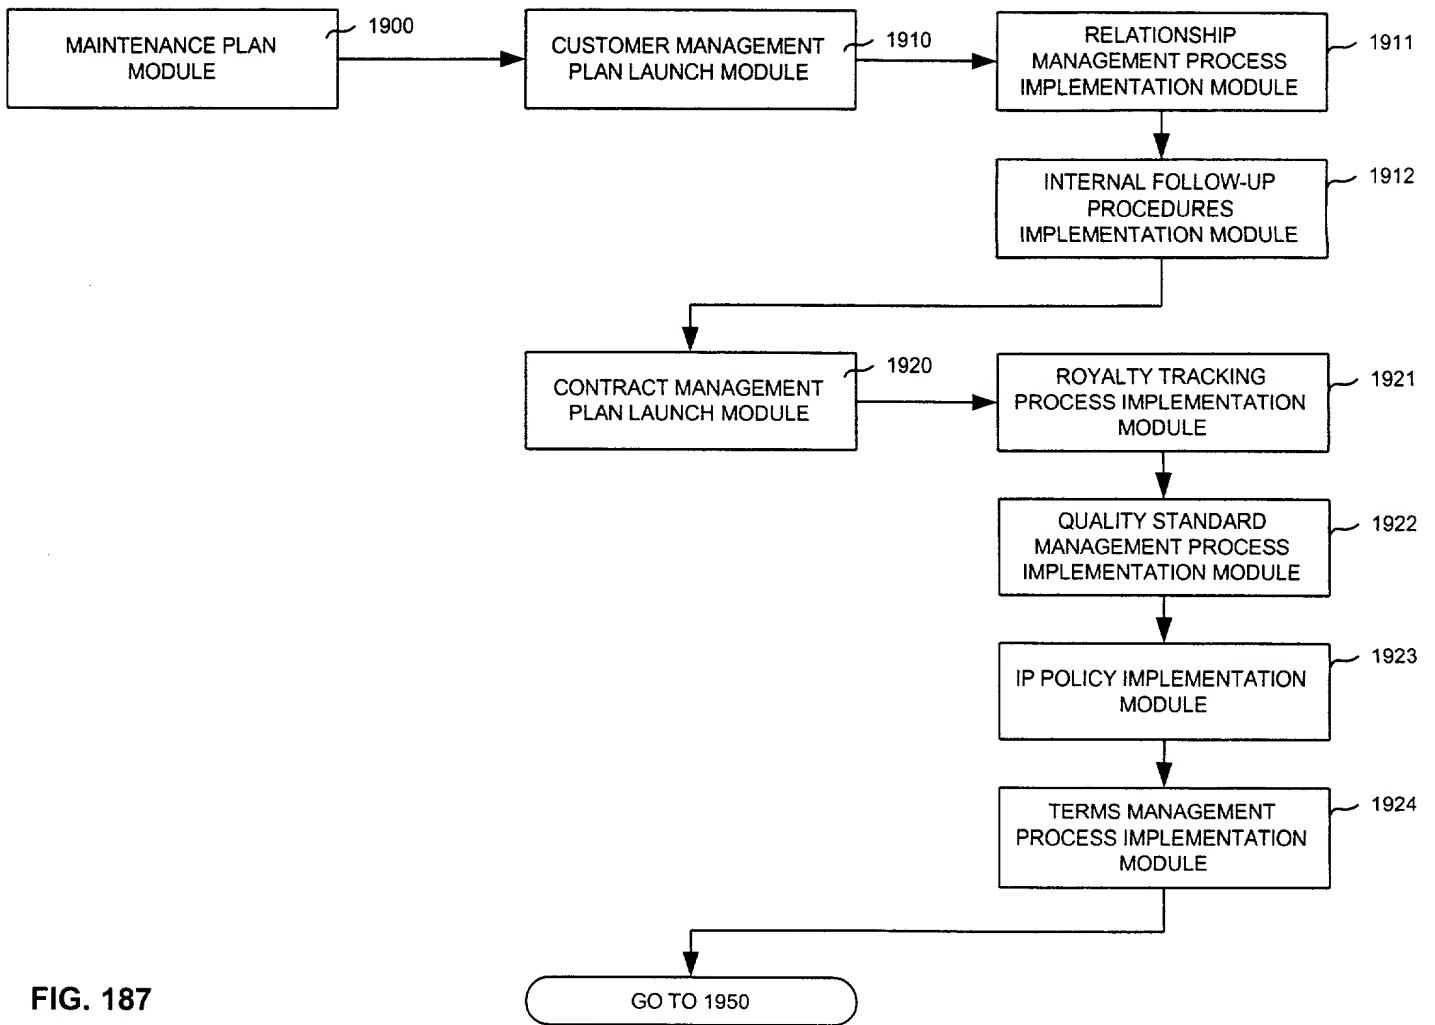 MAINTENANCE PLAN
MODULE
1900
CUSTOMER MANAGEMENT
PLAN LAUNCH MODULE
1910
RELATIONSHIP
MANAGEMENT PROCESS
IMPLEMENTATION MODULE
1911
INTERNAL FOLLOW-UP
PROCEDURES
IMPLEMENTATION MODULE
1912
CONTRACT MANAGEMENT
PLAN LAUNCH MODULE
1920
ROYALTY TRACKING
PROCESS IMPLEMENTATION
MODULE
1921
QUALITY STANDARD
MANAGEMENT PROCESS
IMPLEMENTATION MODULE
1922
IP POLICY IMPLEMENTATION
MODULE
1923
TERMS MANAGEMENT
PROCESS IMPLEMENTATION
MODULE
1924
GO TO 1950
FIG. 187